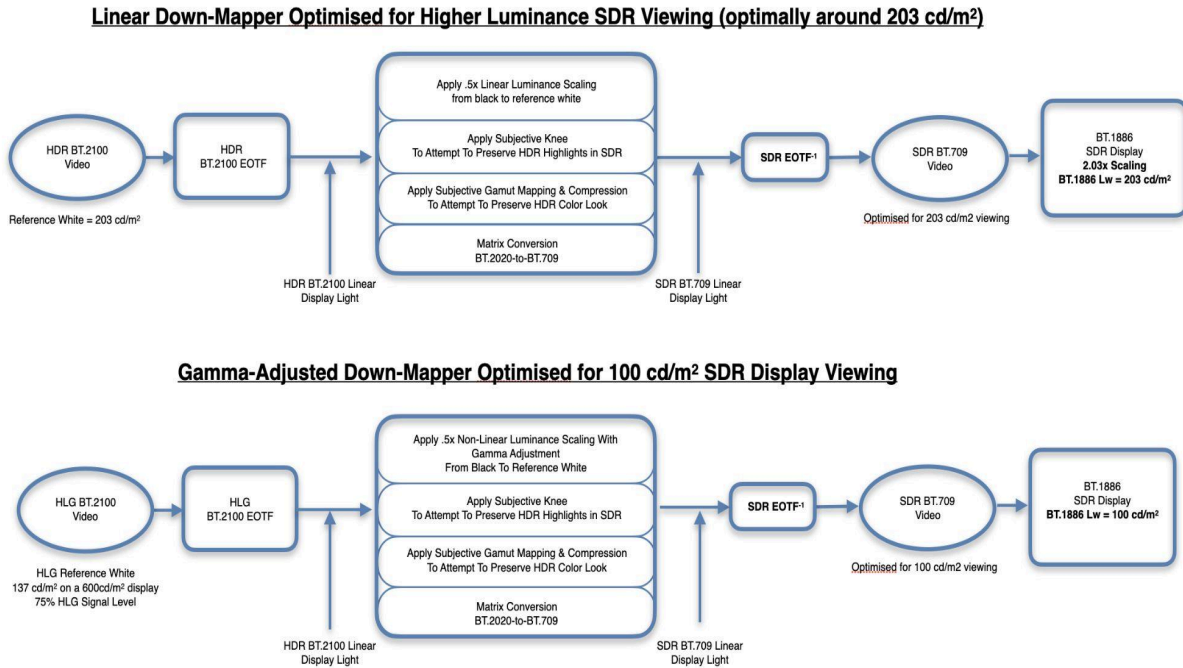 Linear Down-Mapper Optimised for Higher Luminance SDR Viewing (optimally around 203 cd/m²)
HDR BT.2100
Video
Reference White = 203 cd/m²
HDR
BT.2100 EOTF
HDR BT.2100 Linear
Display Light
Apply .5x Linear Luminance Scaling
from black to reference white
Apply Subjective Knee
To Attempt To Preserve HDR Highlights in SDR
Apply Subjective Gamut Mapping & Compression
To Attempt To Preserve HDR Color Look
Matrix Conversion
BT.2020-to-BT.709
SDR BT.709 Linear
Display Light
SDR EOTF⁻¹
SDR BT.709
Video
Optimised for 203 cd/m2 viewing
BT.1886
SDR Display
2.03x Scaling
BT.1886 Lw = 203 cd/m²
Gamma-Adjusted Down-Mapper Optimised for 100 cd/m² SDR Display Viewing
HLG BT.2100
Video
HLG Reference White
137 cd/m² on a 600cd/m² display
75% HLG Signal Level
HLG
BT.2100 EOTF
HDR BT.2100 Linear
Display Light
Apply .5x Non-Linear Luminance Scaling With
Gamma Adjustment
From Black To Reference White
Apply Subjective Knee
To Attempt To Preserve HDR Highlights in SDR
Apply Subjective Gamut Mapping & Compression
To Attempt To Preserve HDR Color Look
Matrix Conversion
BT.2020-to-BT.709
SDR BT.709 Linear
Display Light
SDR EOTF⁻¹
SDR BT.709
Video
Optimised for 100 cd/m2 viewing
BT.1886
SDR Display
BT.1886 Lw = 100 cd/m²